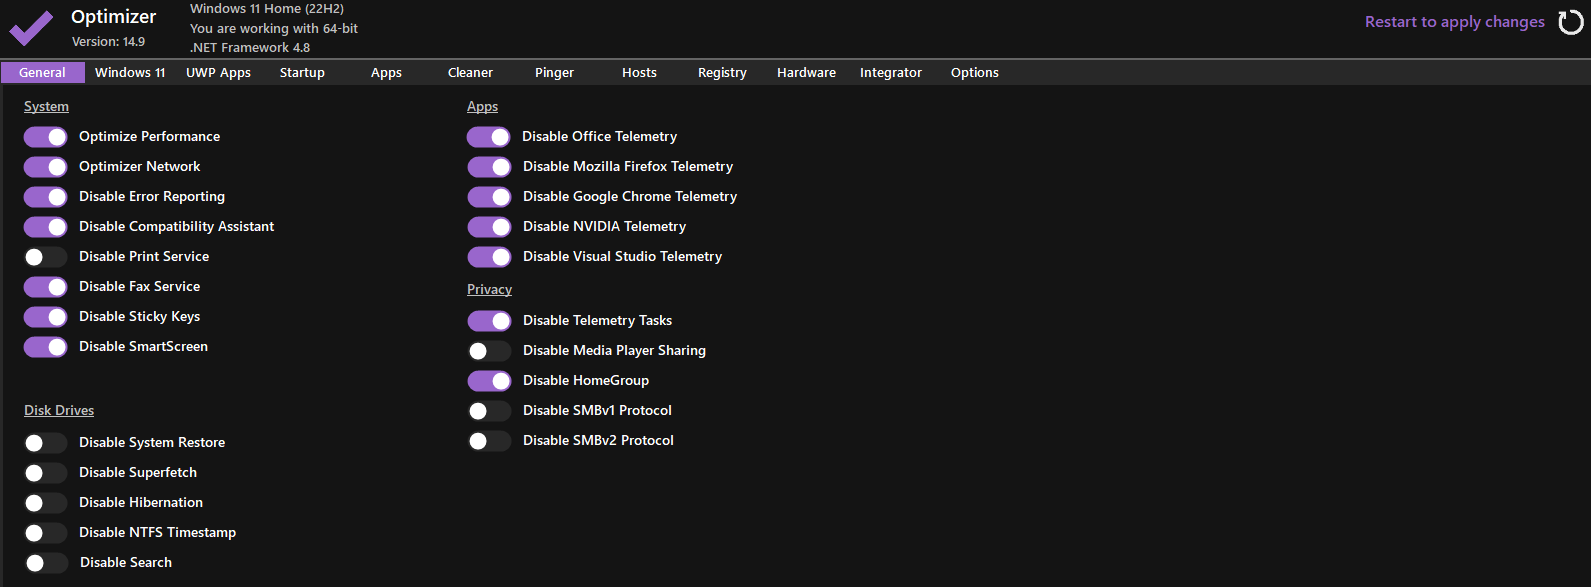 Optimizer
Version: 14.9
Windows 11 Home (22H2)
You are working with 64-bit
.NET Framework 4.8
Restart to apply changes
General Windows 11 UWP Apps Startup Apps Cleaner Pinger Hosts Registry Hardware Integrator Options
System
Optimize Performance
Optimizer Network
Disable Error Reporting
Disable Compatibility Assistant
Disable Print Service
Disable Fax Service
Disable Sticky Keys
Disable SmartScreen
Disk Drives
Disable System Restore
Disable Superfetch
Disable Hibernation
Disable NTFS Timestamp
Disable Search
Apps
Disable Office Telemetry
Disable Mozilla Firefox Telemetry
Disable Google Chrome Telemetry
Disable NVIDIA Telemetry
Disable Visual Studio Telemetry
Privacy
Disable Telemetry Tasks
Disable Media Player Sharing
Disable HomeGroup
Disable SMBv1 Protocol
Disable SMBv2 Protocol